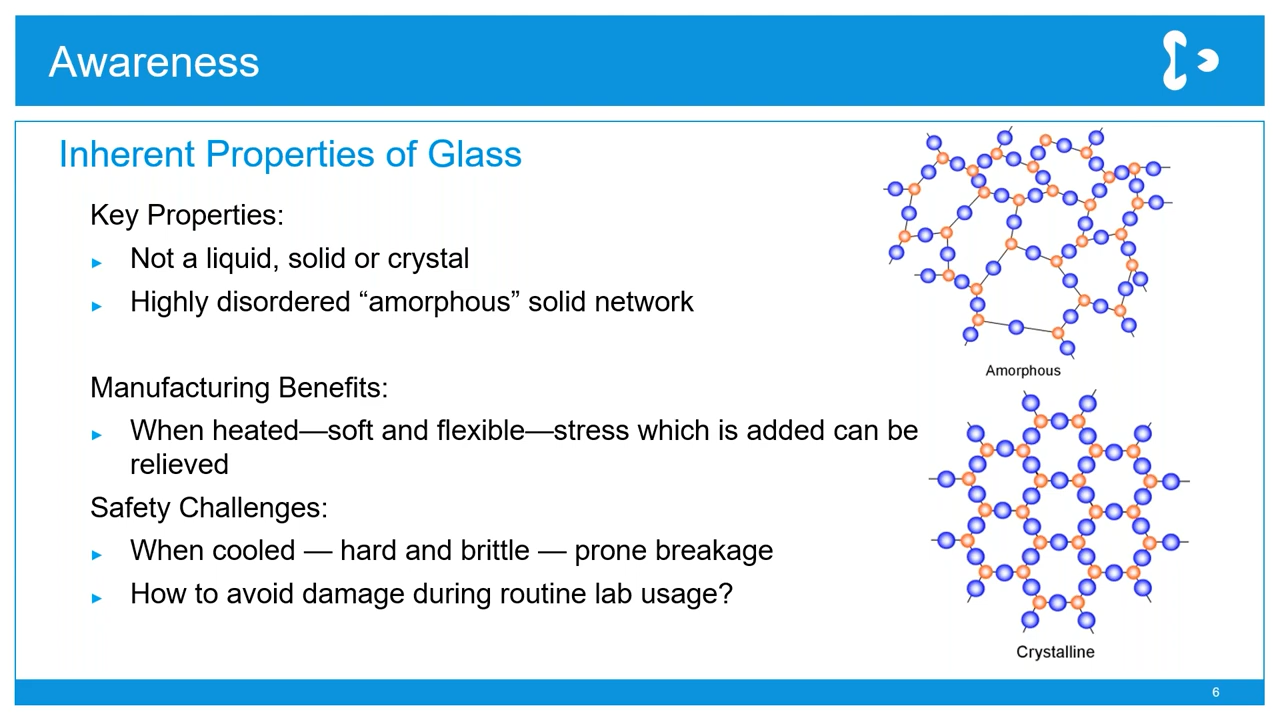 Awareness
Inherent Properties of Glass
Key Properties:
► Not a liquid, solid or crystal
► Highly disordered “amorphous” solid network
Manufacturing Benefits:
► When heated—soft and flexible—stress which is added can be
relieved
Safety Challenges:
► When cooled — hard and brittle — prone breakage
► How to avoid damage during routine lab usage?
Amorphous
Crystalline
6